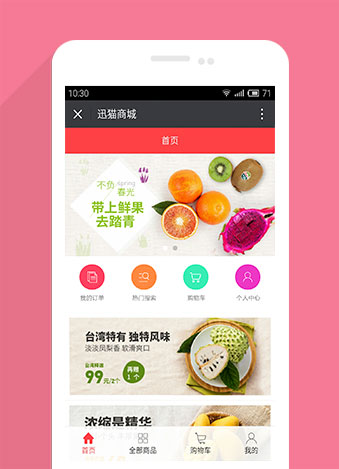 10:30
71
迅猫商城
首页
不负 spring
春光
带上鲜果
去踏青
我的订单
热门搜索
购物车
个人中心
台湾特有 独特风味
淡淡凤梨香 软滑爽口
台湾特產
99元/2个
再赠
1个
浓缩是精华
首页
全部商品
购物车
我的